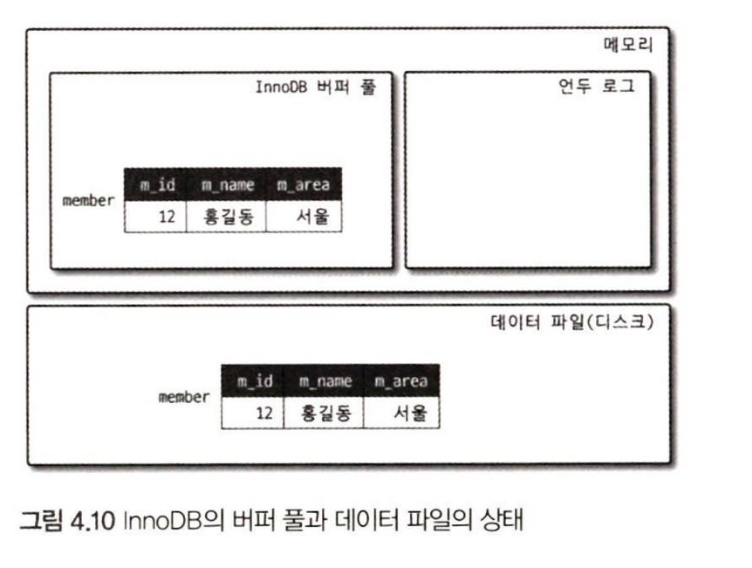 메모리
InnoDB 버퍼 풀
언두 로그
m_id m_name m_area
member
12 홍길동 서울
데이터 파일(디스크)
m_id m_name m_area
member
12 홍길동 서울
그림 4.10 InnoDB의 버퍼 풀과 데이터 파일의 상태